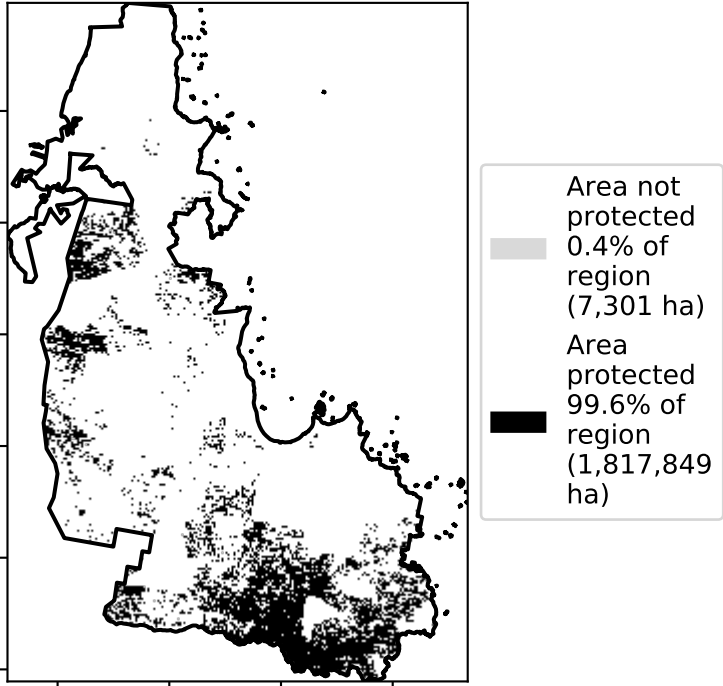 Area not
protected
0.4% of
region
(7,301 ha)
Area
protected
99.6% of
region
(1,817,849
ha)